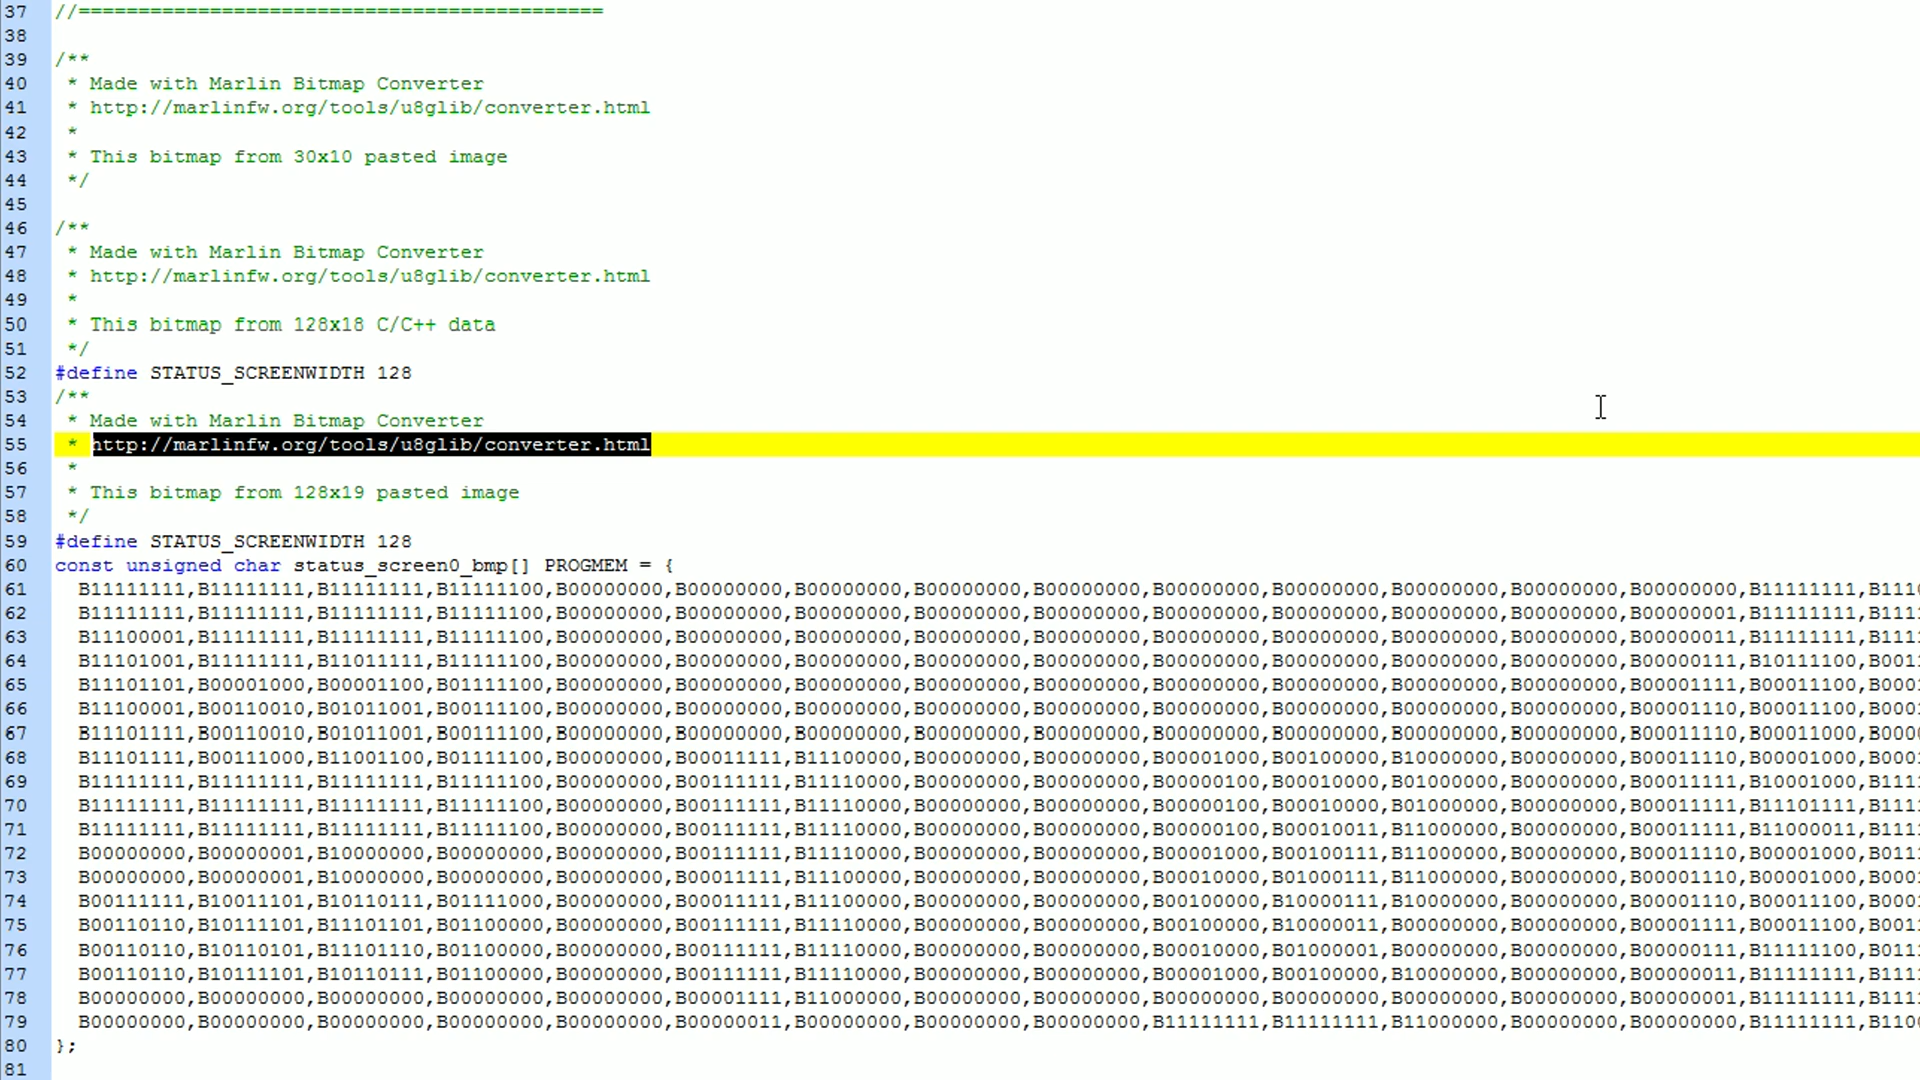 37 //============================================
38
39 /**
40 * Made with Marlin Bitmap Converter
41 * http://marlinfw.org/tools/u8glib/converter.html
42 *
43 * This bitmap from 30x10 pasted image
44 */
45
46 /**
47 * Made with Marlin Bitmap Converter
48 * http://marlinfw.org/tools/u8glib/converter.html
49 *
50 * This bitmap from 128x18 C/C++ data
51 */
52 #define STATUS_SCREENWIDTH 128
53 /**
54 * Made with Marlin Bitmap Converter
55 * http://marlinfw.org/tools/u8glib/converter.html
56 *
57 * This bitmap from 128x19 pasted image
58 */
59 #define STATUS_SCREENWIDTH 128
60 const unsigned char status_screen0_bmp[] PROGMEM = {
61 B11111111,B11111111,B11111111,B11111100,B00000000,B00000000,B00000000,B00000000,B00000000,B00000000,B00000000,B00000000,B00000000,B00000000,B11111111,B1110
62 B11111111,B11111111,B11111111,B11111100,B00000000,B00000000,B00000000,B00000000,B00000000,B00000000,B00000000,B00000000,B00000000,B00000001,B11111111,B1111
63 B11100001,B11111111,B11111111,B11111100,B00000000,B00000000,B00000000,B00000000,B00000000,B00000000,B00000000,B00000000,B00000000,B00000011,B11111111,B1111
64 B11101001,B11111111,B11011111,B11111100,B00000000,B00000000,B00000000,B00000000,B00000000,B00000000,B00000000,B00000000,B00000000,B00000111,B10111100,B0011
65 B11101101,B00001000,B00001100,B01111100,B00000000,B00000000,B00000000,B00000000,B00000000,B00000000,B00000000,B00000000,B00000000,B00001111,B00011100,B0001
66 B11100001,B00110010,B01011001,B00111100,B00000000,B00000000,B00000000,B00000000,B00000000,B00000000,B00000000,B00000000,B00000000,B00001110,B00011100,B0001
67 B11101111,B00110010,B01011001,B00111100,B00000000,B00000000,B00000000,B00000000,B00000000,B00000000,B00000000,B00000000,B00000000,B00011110,B00011000,B0000
68 B11101111,B00111000,B11001100,B01111100,B00000000,B00011111,B11100000,B00000000,B00000000,B00001000,B00100000,B10000000,B00000000,B00011110,B00001000,B0001
69 B11111111,B11111111,B11111111,B11111100,B00000000,B00111111,B11110000,B00000000,B00000000,B00000100,B00010000,B01000000,B00000000,B00011111,B10001000,B1111
70 B11111111,B11111111,B11111111,B11111100,B00000000,B00111111,B11110000,B00000000,B00000000,B00000100,B00010000,B01000000,B00000000,B00011111,B11101111,B1111
71 B11111111,B11111111,B11111111,B11111100,B00000000,B00111111,B11110000,B00000000,B00000000,B00000100,B00010011,B11000000,B00000000,B00011111,B11000011,B1111
72 B00000000,B00000001,B10000000,B00000000,B00000000,B00111111,B11110000,B00000000,B00000000,B00001000,B00100111,B11000000,B00000000,B00011110,B00001000,B0111
73 B00000000,B00000001,B10000000,B00000000,B00000000,B00011111,B11100000,B00000000,B00000000,B00010000,B01000111,B11000000,B00000000,B00001110,B00001000,B0001
74 B00111111,B10011101,B10110111,B01111000,B00000000,B00011111,B11100000,B00000000,B00000000,B00100000,B10000111,B10000000,B00000000,B00001110,B00011100,B0001
75 B00110110,B10111101,B11101101,B01100000,B00000000,B00111111,B11110000,B00000000,B00000000,B00100000,B10000011,B00000000,B00000000,B00001111,B00011100,B0011
76 B00110110,B10110101,B11101110,B01100000,B00000000,B00111111,B11110000,B00000000,B00000000,B00010000,B01000001,B00000000,B00000000,B00000111,B11111100,B0111
77 B00110110,B10111101,B10110111,B01100000,B00000000,B00111111,B11110000,B00000000,B00000000,B00001000,B00100000,B10000000,B00000000,B00000011,B11111111,B1111
78 B00000000,B00000000,B00000000,B00000000,B00000000,B00001111,B11000000,B00000000,B00000000,B00000000,B00000000,B00000000,B00000000,B00000001,B11111111,B1111
79 B00000000,B00000000,B00000000,B00000000,B00000000,B00000011,B00000000,B00000000,B00000000,B11111111,B11111111,B11000000,B00000000,B00000000,B11111111,B1100
80 };
81